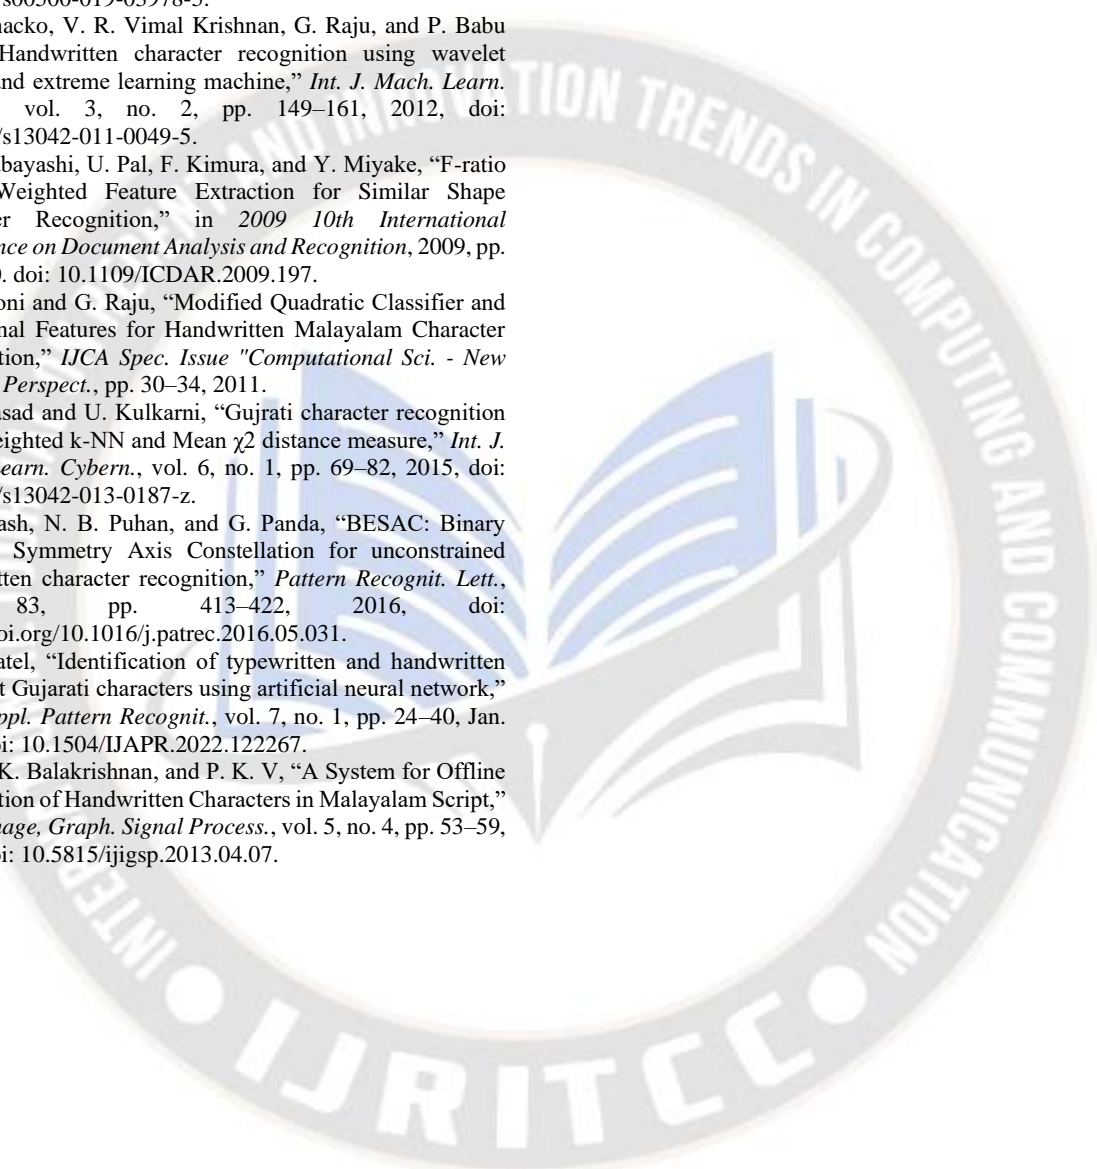 /s00500-019-03978-5.
hacko, V. R. Vimal Krishnan, G. Raju, and P. Babu
Handwritten character recognition using wavelet
nd extreme learning machine,” Int. J. Mach. Learn.
vol. 3, no. 2, pp. 149–161, 2012, doi:
/s13042-011-0049-5.
bayashi, U. Pal, F. Kimura, and Y. Miyake, “F-ratio
Weighted Feature Extraction for Similar Shape
er Recognition,” in 2009 10th International
nce on Document Analysis and Recognition, 2009, pp.
. doi: 10.1109/ICDAR.2009.197.
oni and G. Raju, “Modified Quadratic Classifier and
nal Features for Handwritten Malayalam Character
tion,” IJCA Spec. Issue "Computational Sci. - New
Perspect., pp. 30–34, 2011.
asad and U. Kulkarni, “Gujrati character recognition
eighted k-NN and Mean χ2 distance measure,” Int. J.
earn. Cybern., vol. 6, no. 1, pp. 69–82, 2015, doi:
/s13042-013-0187-z.
ash, N. B. Puhan, and G. Panda, “BESAC: Binary
Symmetry Axis Constellation for unconstrained
tten character recognition,” Pattern Recognit. Lett.,
83, pp. 413–422, 2016, doi:
oi.org/10.1016/j.patrec.2016.05.031.
atel, “Identification of typewritten and handwritten
t Gujarati characters using artificial neural network,”
ppl. Pattern Recognit., vol. 7, no. 1, pp. 24–40, Jan.
oi: 10.1504/IJAPR.2022.122267.
K. Balakrishnan, and P. K. V, “A System for Offline
tion of Handwritten Characters in Malayalam Script,”
mage, Graph. Signal Process., vol. 5, no. 4, pp. 53–59,
oi: 10.5815/ijigsp.2013.04.07.
AND INNOVATION TRENDS IN COMPUTING AND COMMUNICATION
IJRITCC